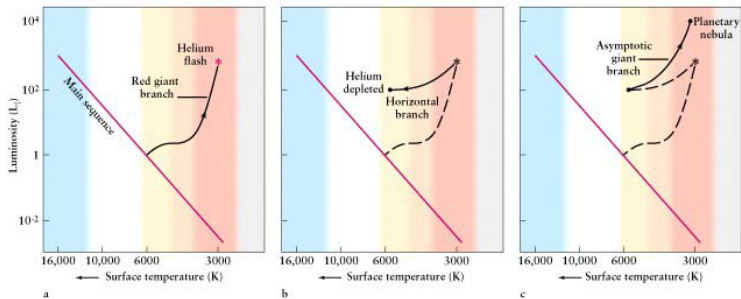 Luminosity (L☉)
10⁴
10²
1
10⁻²
Helium
flash
Red giant
branch
Main sequence
16,000 10,000 6000 3000
Surface temperature (K)
a
Helium
depleted
Horizontal
branch
16,000 10,000 6000 3000
Surface temperature (K)
b
Planetary
nebula
Asymptotic
giant
branch
16,000 10,000 6000 3000
Surface temperature (K)
c